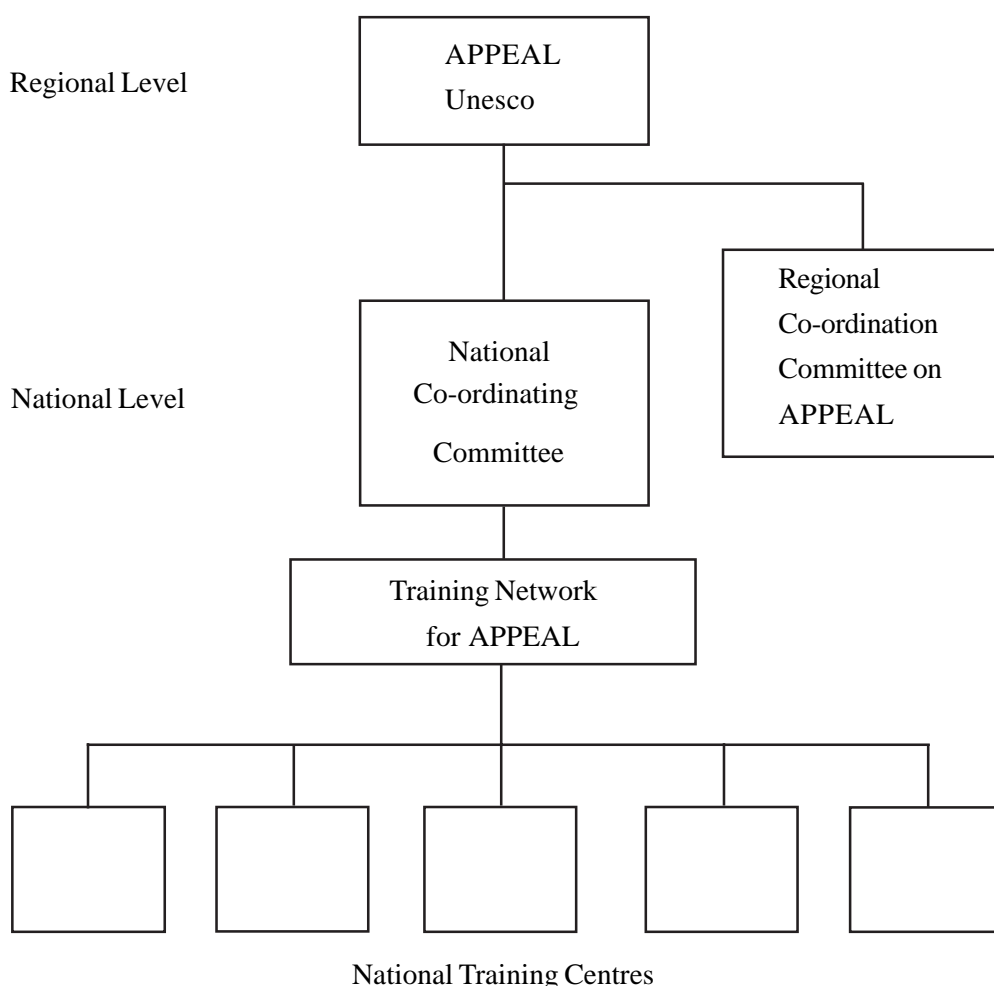 Regional Level
APPEAL
Unesco
Regional
Co-ordination
Committee on
APPEAL
National Level
National
Co-ordinating
Committee
Training Network
for APPEAL
National Training Centres